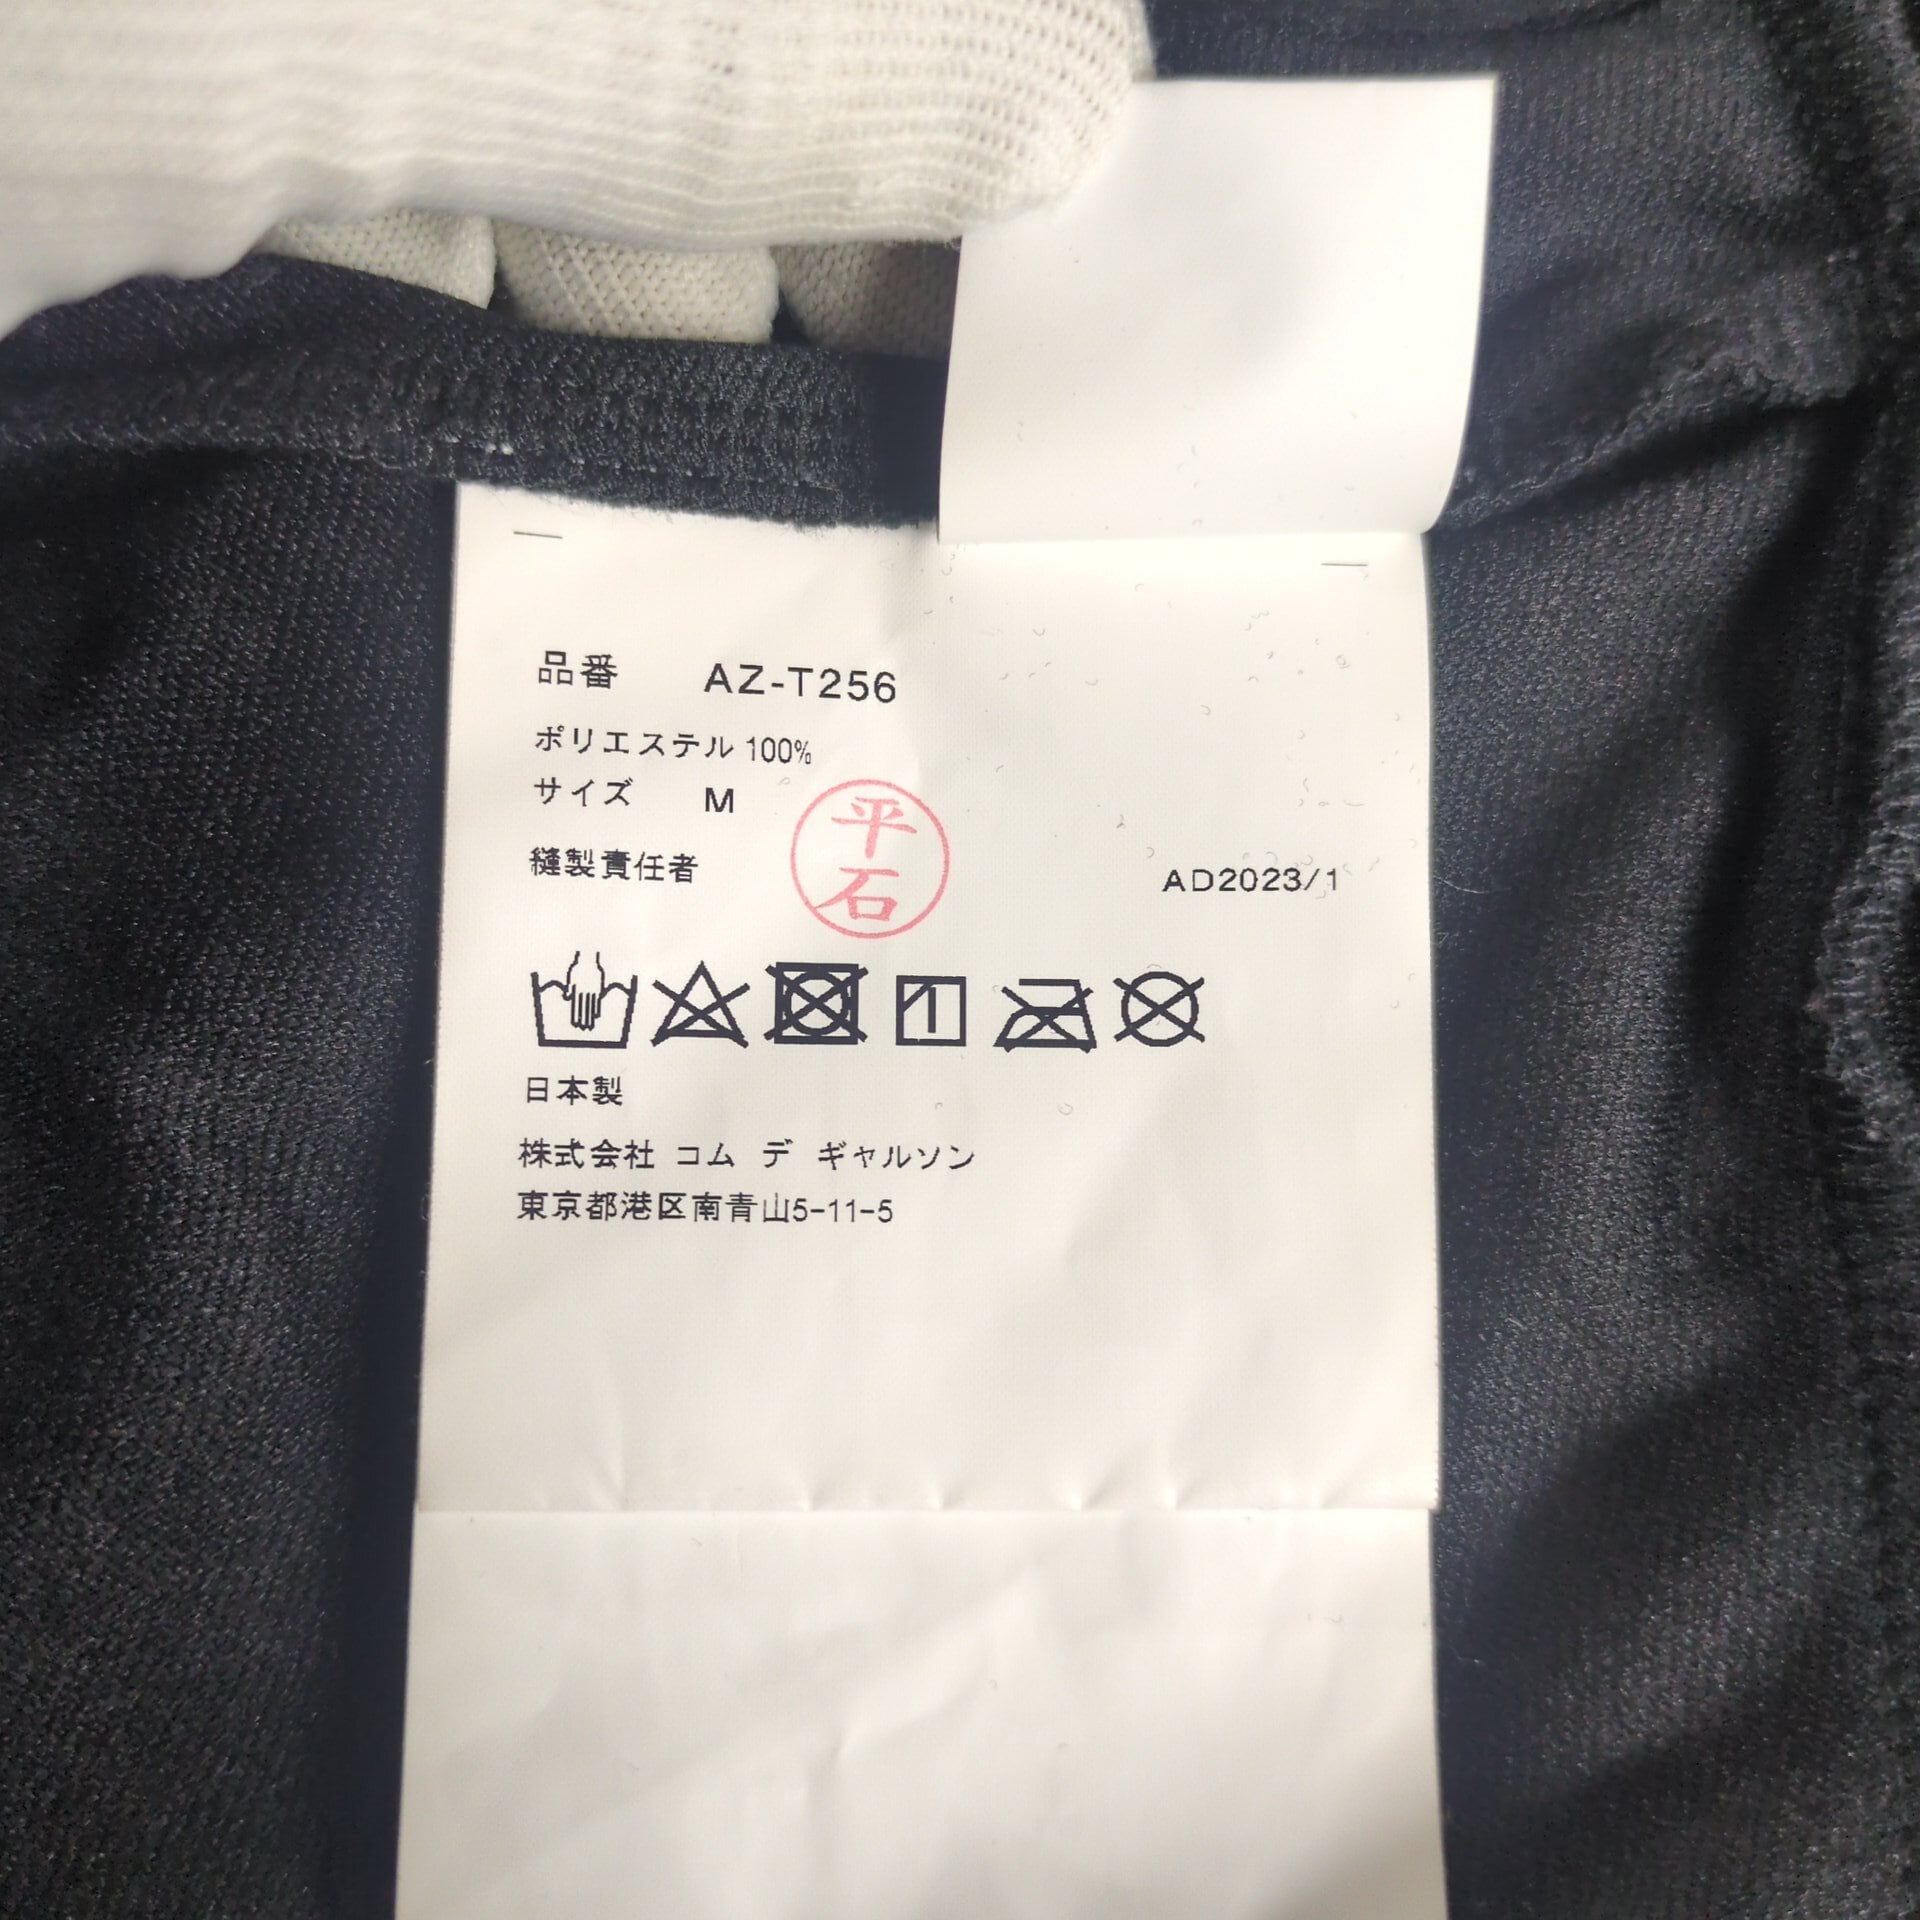 品番 AZ-T256
ポリエステル 100%
サイズ M
縫製責任者 平石 AD2023/1
日本製
株式会社 コム デ ギャルソン
東京都港区南青山5-11-5